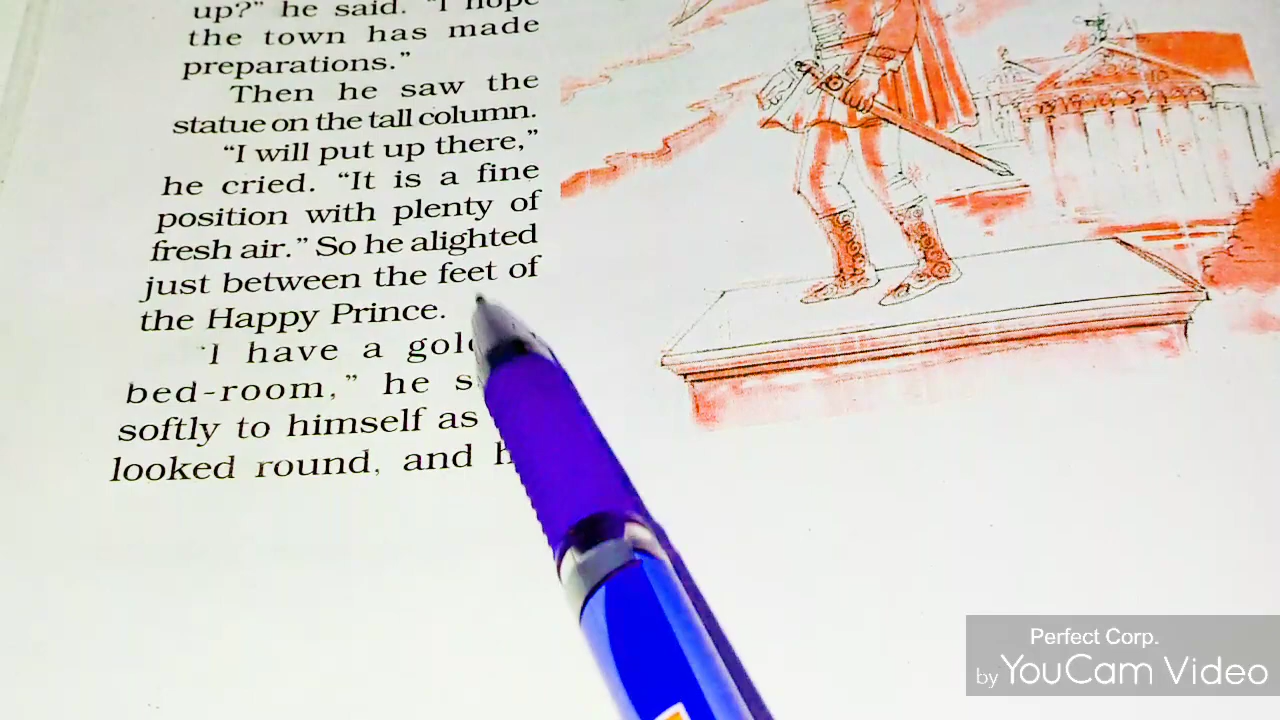 up?” he said. “I hope
the town has made
preparations.”
Then he saw the
statue on the tall column.
“I will put up there,”
he cried. “It is a fine
position with plenty of
fresh air.” So he alighted
just between the feet of
the Happy Prince.
“I have a
bed-room,” he
softly to himself as
looked round, and
Perfect Corp.
by YouCam Video